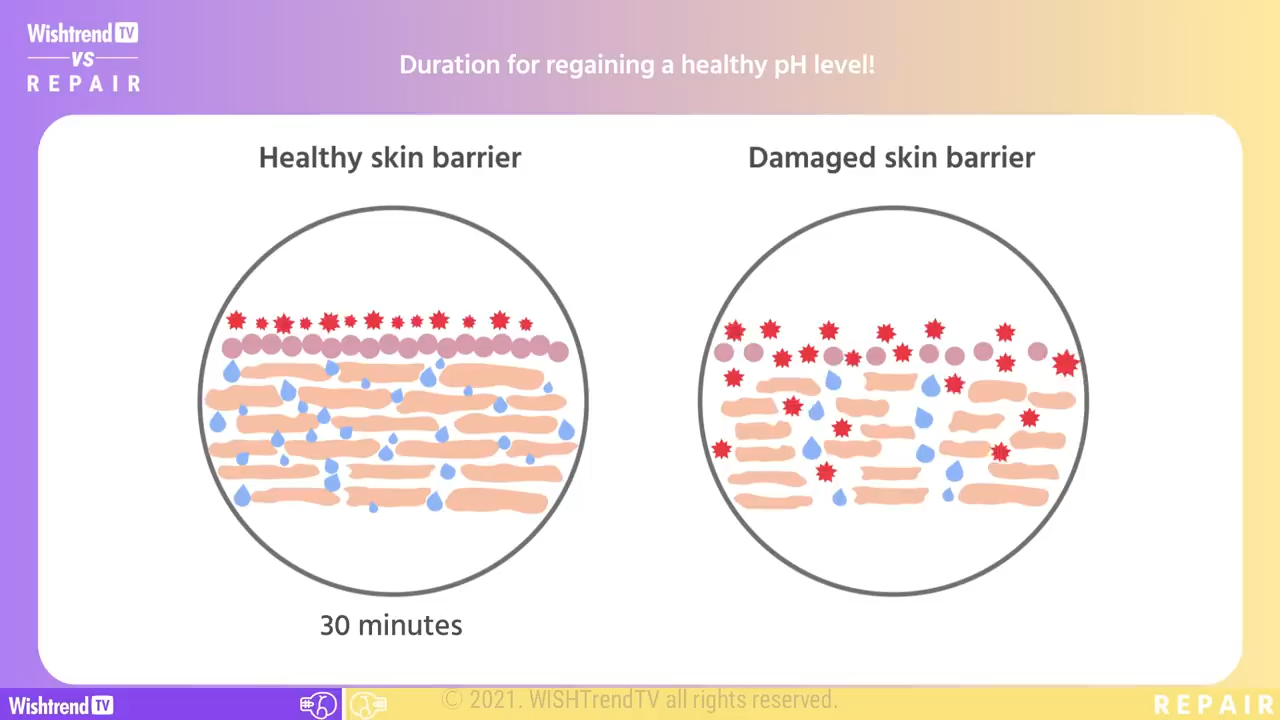 Wishtrend TV
VS
REPAIR
Duration for regaining a healthy pH level!
Healthy skin barrier
Damaged skin barrier
30 minutes
Wishtrend TV
© 2021. WISHTrendTV all rights reserved.
REPAIR